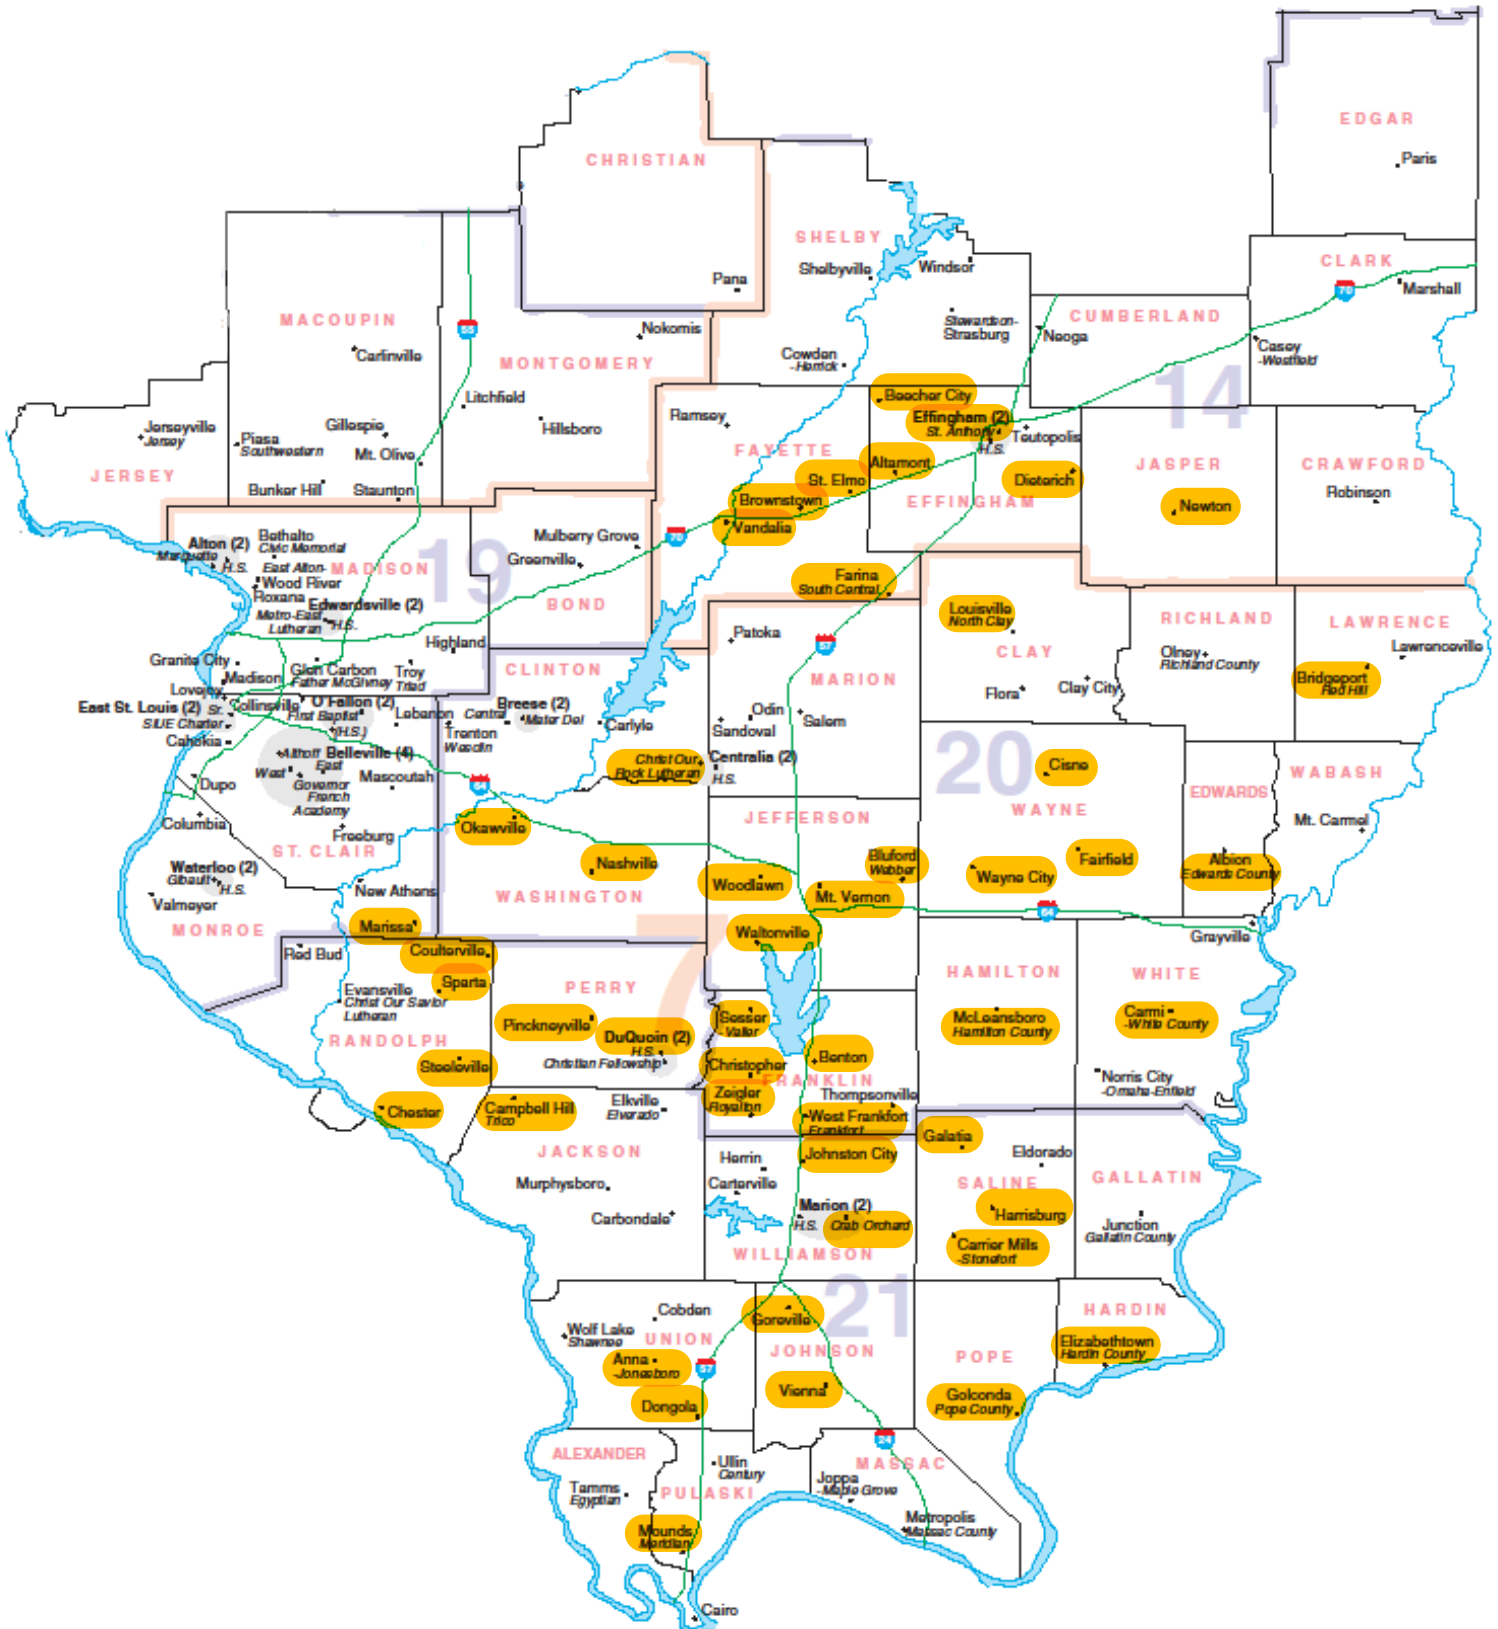 EDGAR
Paris
CHRISTIAN
Pana
SHELBY
Shelbyville
Windsor
Stewardson-
Strasburg
Cowden
-Herrick
CLARK
70
Marshall
Casey
-Westfield
CUMBERLAND
Neoga
14
MACOUPIN
Carlinville
Gillespie
Mt. Olive
Bunker Hill
Staunton
Piasa
Southwestern
55
MONTGOMERY
Nokomis
Litchfield
Hillsboro
Jerseyville
Jersey
JERSEY
Ramsey
FAYETTE
St. Elmo
Brownstown
Vandalia
Farina
South Central
Beecher City
Effingham (2)
St. Anthony
H.S.
Teutopolis
Altamont
Dieterich
EFFINGHAM
JASPER
Newton
CRAWFORD
Robinson
Alton (2)
Marquette
H.S.
Bethalto
Civic Memorial
East Alton-
Wood River
MADISON
19
Roxana
Edwardsville (2)
Metro-East
Lutheran
H.S.
Highland
Granite City
Madison
Glen Carbon
Father McGivney
Troy
Triad
Lovejoy
Collinsville
Mulberry Grove
Greenville
70
BOND
East St. Louis (2)
Sr.
SIUE Charter
Cahokia
O'Fallon (2)
First Baptist
(H.S.)
Lebanon
Althoff
Belleville (4)
West
East
Governor
French
Academy
Mascoutah
Dupo
Freeburg
ST. CLAIR
New Athens
Marissa
CLINTON
Central
Breese (2)
Mater Dei
Trenton
Wesclin
Carlyle
Christ Our
Rock Lutheran
64
Patoka
57
MARION
Odin
Sandoval
Salem
Centralia (2)
H.S.
Louisville
North Clay
CLAY
Flora
Clay City
RICHLAND
Olney
Richland County
LAWRENCE
Lawrenceville
Bridgeport
Red Hill
20
Cisne
WAYNE
Wayne City
Fairfield
EDWARDS
Albion
Edwards County
WABASH
Mt. Carmel
Columbia
Waterloo (2)
Gibault
H.S.
Valmeyer
MONROE
Okawville
Nashville
WASHINGTON
JEFFERSON
Bluford
Webber
Woodlawn
Mt. Vernon
Waltonville
64
Grayville
Red Bud
Coulterville
Sparta
Evansville
Christ Our Savior
Lutheran
RANDOLPH
Steeleville
Chester
PERRY
7
Pinckneyville
DuQuoin (2)
H.S.
Christian Fellowship
Sesser
-Valier
Christopher
Benton
FRANKLIN
Zeigler
Royalton
Thompsonville
West Frankfort
Frankfort
HAMILTON
McLeansboro
Hamilton County
WHITE
Carmi
-White County
Norris City
-Omaha-Enfield
Campbell Hill
Trico
Elkville
Elverado
JACKSON
Murphysboro
Carbondale
Herrin
Carterville
Johnston City
Marion (2)
H.S.
Crab Orchard
WILLIAMSON
Galatia
Eldorado
SALINE
Harrisburg
Carrier Mills
-Stonefort
GALLATIN
Junction
Gallatin County
21
Cobden
Wolf Lake
Shawnee
UNION
Anna
-Jonesboro
57
Dongola
Goreville
JOHNSON
Vienna
POPE
Golconda
Pope County
HARDIN
Elizabethtown
Hardin County
ALEXANDER
Tamms
Egyptian
PULASKI
Ullin
Century
Mounds
Meridian
Cairo
24
MASSAC
Joppa
-Maple Grove
Metropolis
Massac County